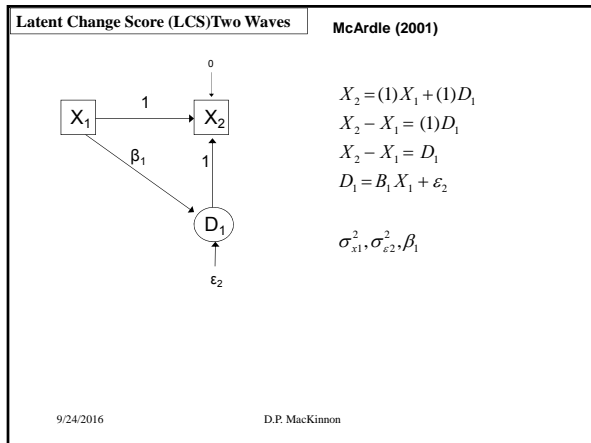 Latent Change Score (LCS)Two Waves
McArdle (2001)
0
1
X₁
X₂
β₁
1
D₁
ε₂
X₂ = (1)X₁ + (1)D₁
X₂ − X₁ = (1)D₁
X₂ − X₁ = D₁
D₁ = B₁X₁ + ε₂
σ²ₓ₁, σ²ε₂, β₁
9/24/2016
D.P. MacKinnon